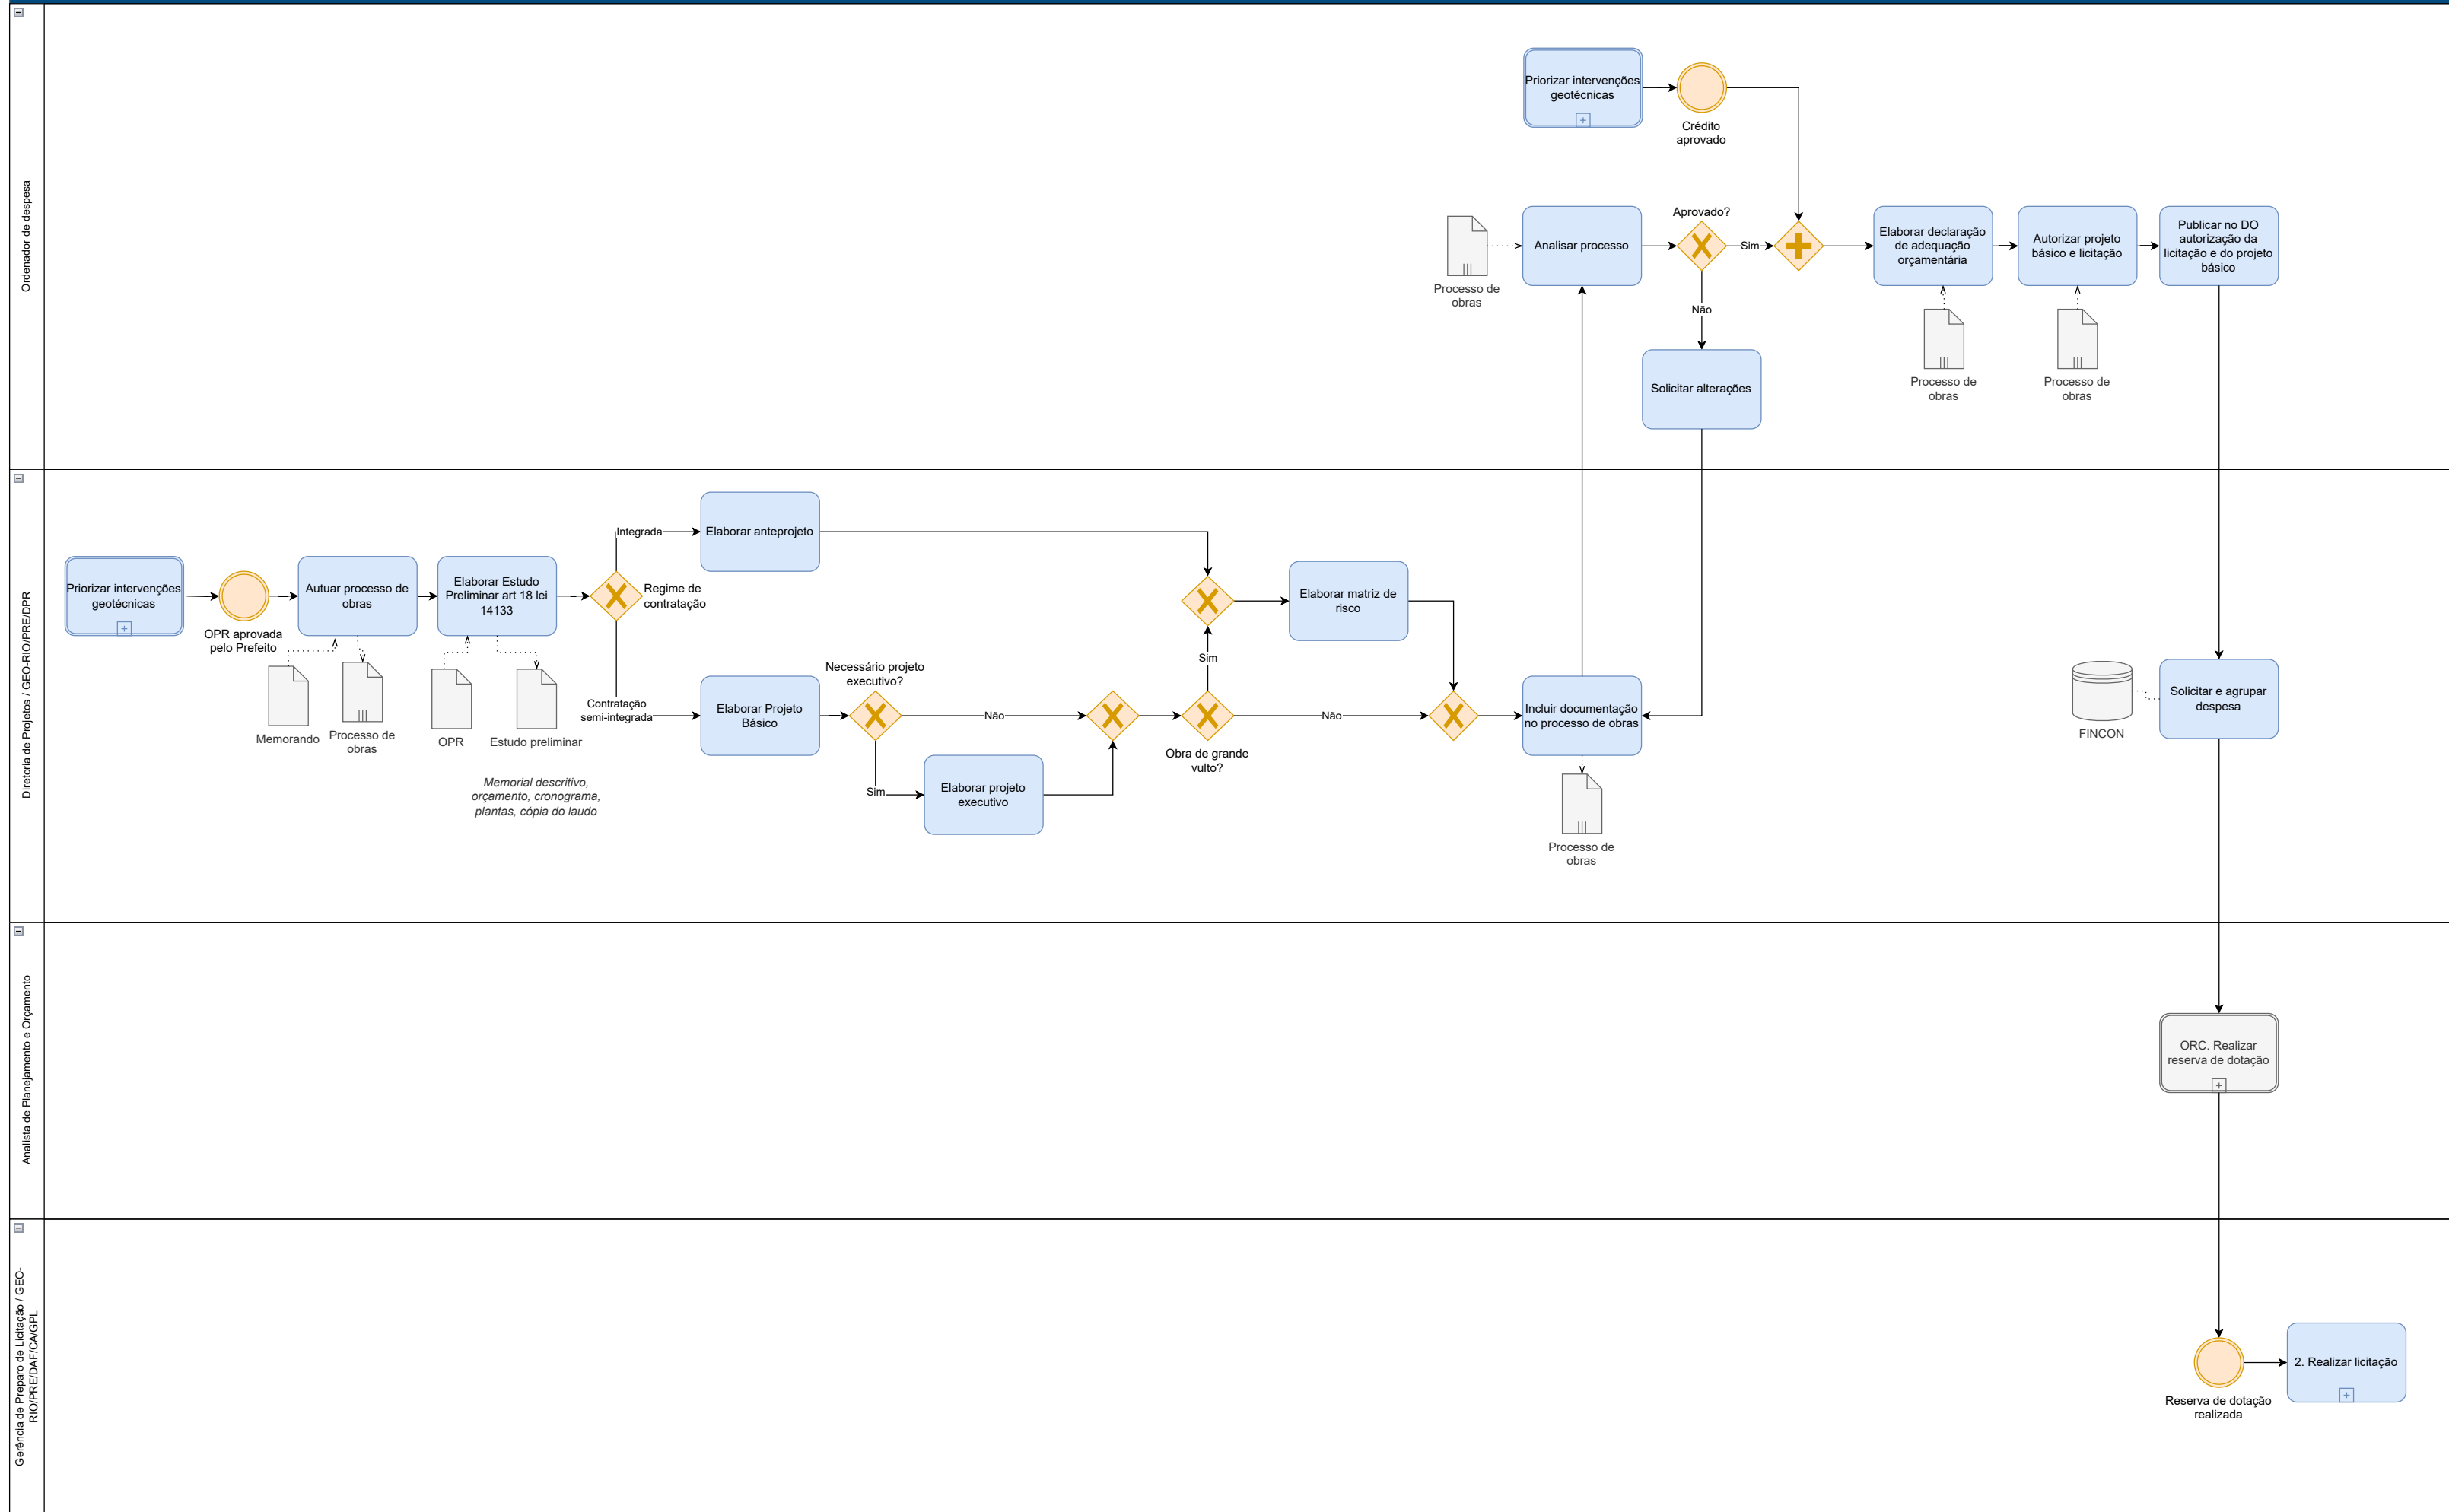 Ordenador de despesa
Priorizar intervenções
geotécnicas
Crédito
aprovado
Processo de
obras
Analisar processo
Aprovado?
Sim
Não
Solicitar alterações
Elaborar declaração
de adequação
orçamentária
Processo de
obras
Autorizar projeto
básico e licitação
Processo de
obras
Publicar no DO
autorização da
licitação e do projeto
básico
Diretoria de Projetos / GEO-RIO/PRE/DPR
Priorizar intervenções
geotécnicas
OPR aprovada
pelo Prefeito
Autuar processo de
obras
Memorando
Processo de
obras
Elaborar Estudo
Preliminar art 18 lei
14133
OPR
Estudo preliminar
Memorial descritivo,
orçamento, cronograma,
plantas, cópia do laudo
Regime de
contratação
Integrada
Contratação
semi-integrada
Elaborar anteprojeto
Elaborar Projeto
Básico
Necessário projeto
executivo?
Não
Sim
Elaborar projeto
executivo
Obra de grande
vulto?
Sim
Não
Elaborar matriz de
risco
Incluir documentação
no processo de obras
Processo de
obras
FINCON
Solicitar e agrupar
despesa
Analista de Planejamento e Orçamento
ORC. Realizar
reserva de dotação
Gerência de Preparo de Licitação / GEO-
RIO/PRE/DAF/CA/GPL
Reserva de dotação
realizada
2. Realizar licitação